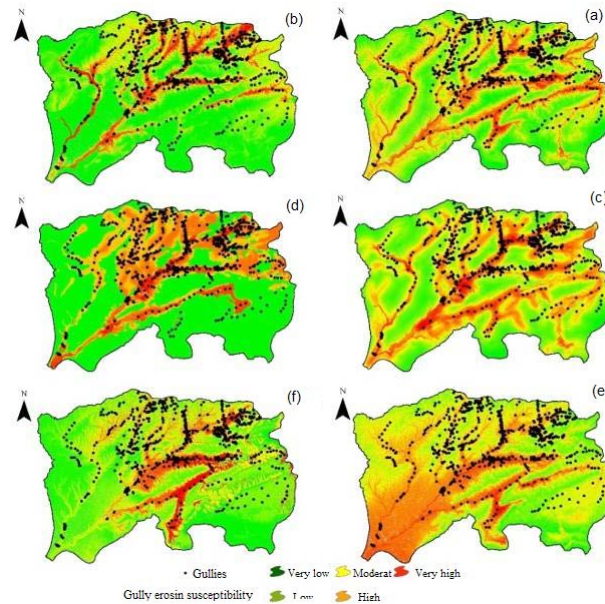 N (b) N (a)
N (d) N (c)
N (f) N (e)
Gullies Very low Moderat Very high
Gully erosin susceptibility Low High